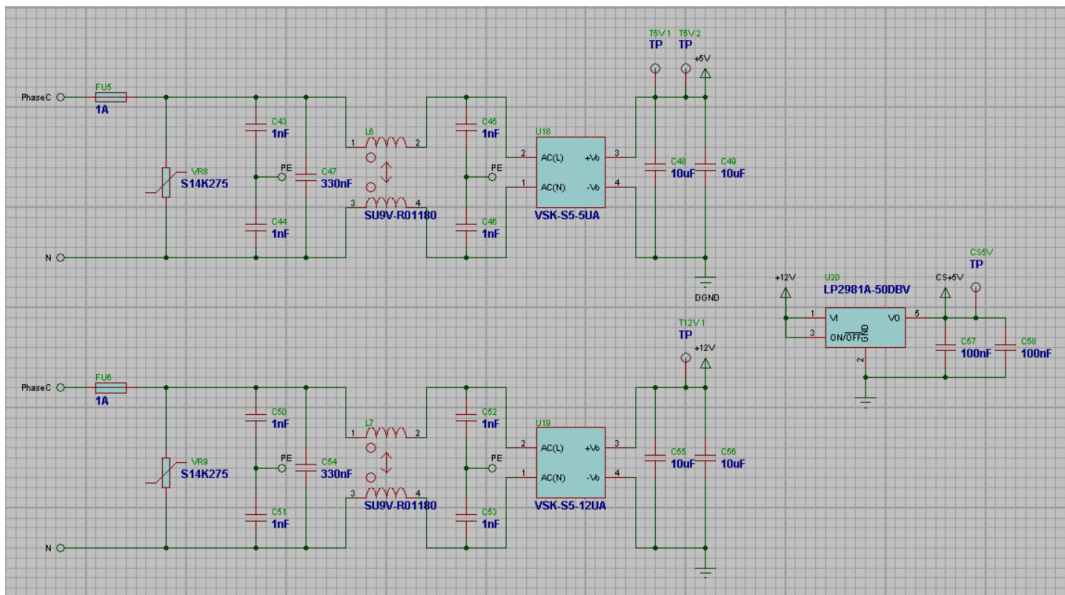 T5V1 T5V2
TP TP
+5V
PhaseC
FU5
1A
C43
1nF
C45
1nF
L6
1 2
U18
VR8
S14K275
PE
C47
330nF
PE
2 AC(L) +Vo 3
1 AC(N) -Vo 4
C48
10uF
C49
10uF
3 4
SU9V-R01180
VSK-S5-5UA
C44
1nF
C46
1nF
N
DGND
CS5V
TP
+12V
U20
LP2981A-50DBV
CS+5V
1 VI VO 5
3 ON/OFF GND
2
C57
100nF
C58
100nF
T12V1
TP
+12V
PhaseC
FU6
1A
C50
1nF
C52
1nF
L7
1 2
U19
VR9
S14K275
PE
C54
330nF
PE
2 AC(L) +Vo 3
1 AC(N) -Vo 4
C55
10uF
C56
10uF
3 4
SU9V-R01180
VSK-S5-12UA
C51
1nF
C53
1nF
N